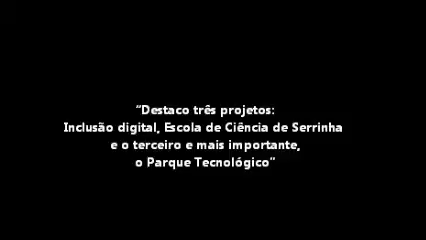 “Destaco três projetos:
Inclusão digital, Escola de Ciência de Serrinha
e o terceiro e mais importante,
o Parque Tecnológico”